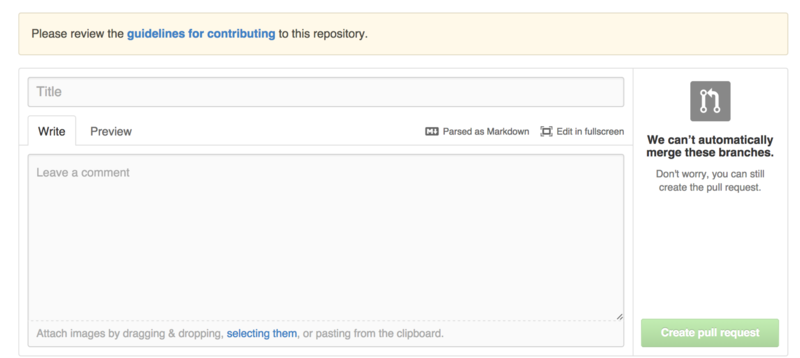 Please review the guidelines for contributing to this repository.
Title
Write Preview Parsed as Markdown Edit in fullscreen
Leave a comment
Attach images by dragging & dropping, selecting them, or pasting from the clipboard.
We can't automatically
merge these branches.
Don't worry, you can still
create the pull request.
Create pull request